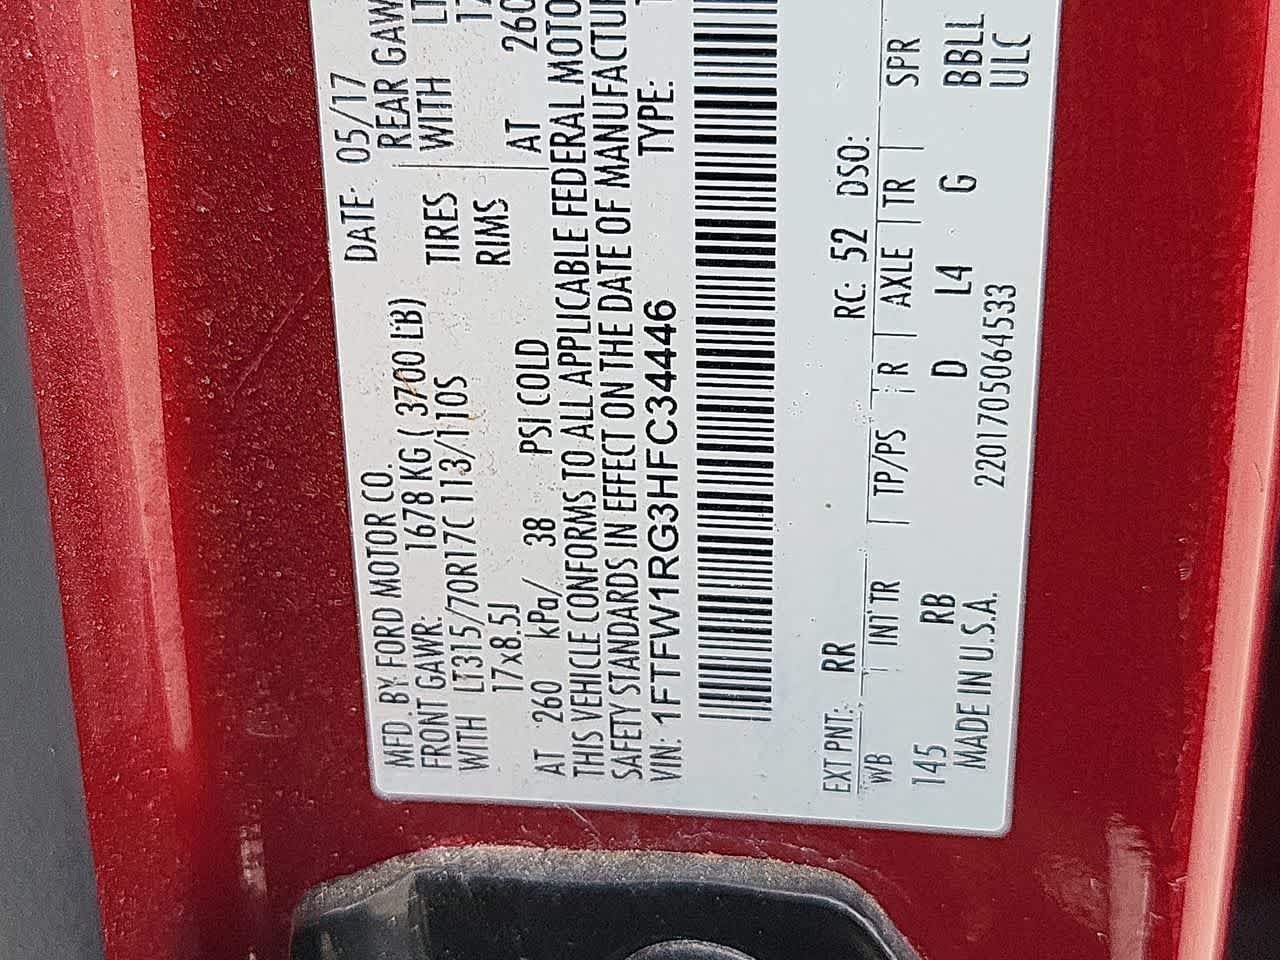 MFD. BY FORD MOTOR CO.
DATE: 05/17
FRONT GAWR: 1678 KG ( 3700 LB)
REAR GAW
WITH LT315/70R17C 113/110S
TIRES
WITH LT
17x8.5J
RIMS
17
AT 260 kPa/ 38 PSI COLD
AT 260
THIS VEHICLE CONFORMS TO ALL APPLICABLE FEDERAL MOTO
SAFETY STANDARDS IN EFFECT ON THE DATE OF MANUFACTUR
VIN: 1FTFW1RG3HFC34446
TYPE:
EXT PNT: RR RC: 52 DSO:
WB | INT TR | TP/PS | R | AXLE | TR | SPR
145 RB D L4 G BBLL
MADE IN U.S.A. 2201705064533 ULC